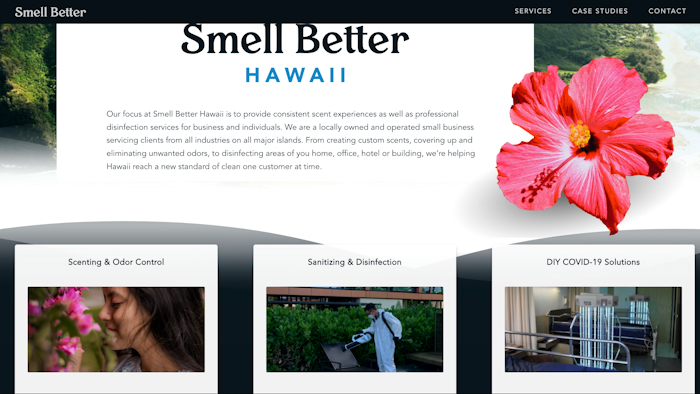 Smell Better
SERVICES CASE STUDIES CONTACT
Smell Better
HAWAII
Our focus at Smell Better Hawaii is to provide consistent scent experiences as well as professional
disinfection services for business and individuals. We are a locally owned and operated small business
servicing clients from all industries on all major islands. From creating custom scents, covering up and
eliminating unwanted odors, to disinfecting areas of you home, office, hotel or building, we're helping
Hawaii reach a new standard of clean one customer at time.
Scenting & Odor Control
Sanitizing & Disinfection
DIY COVID-19 Solutions